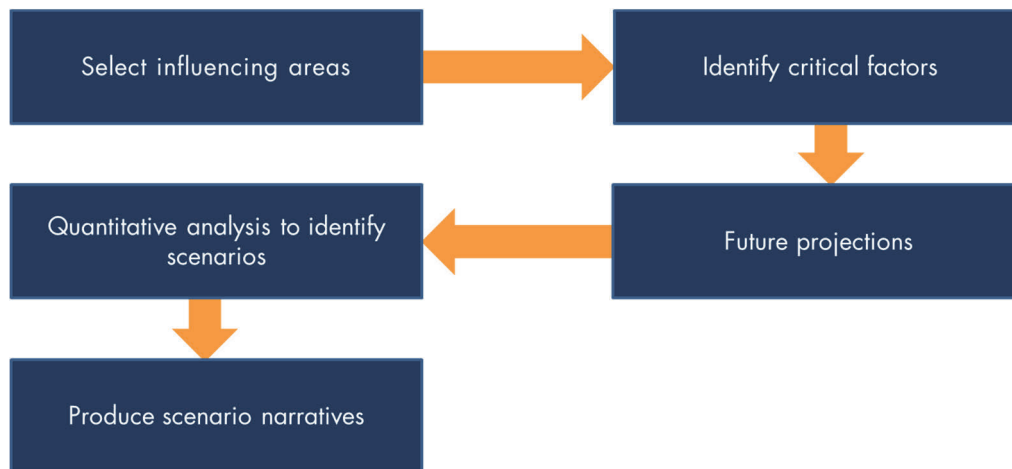 Select influencing areas
Identify critical factors
Future projections
Quantitative analysis to identify
scenarios
Produce scenario narratives